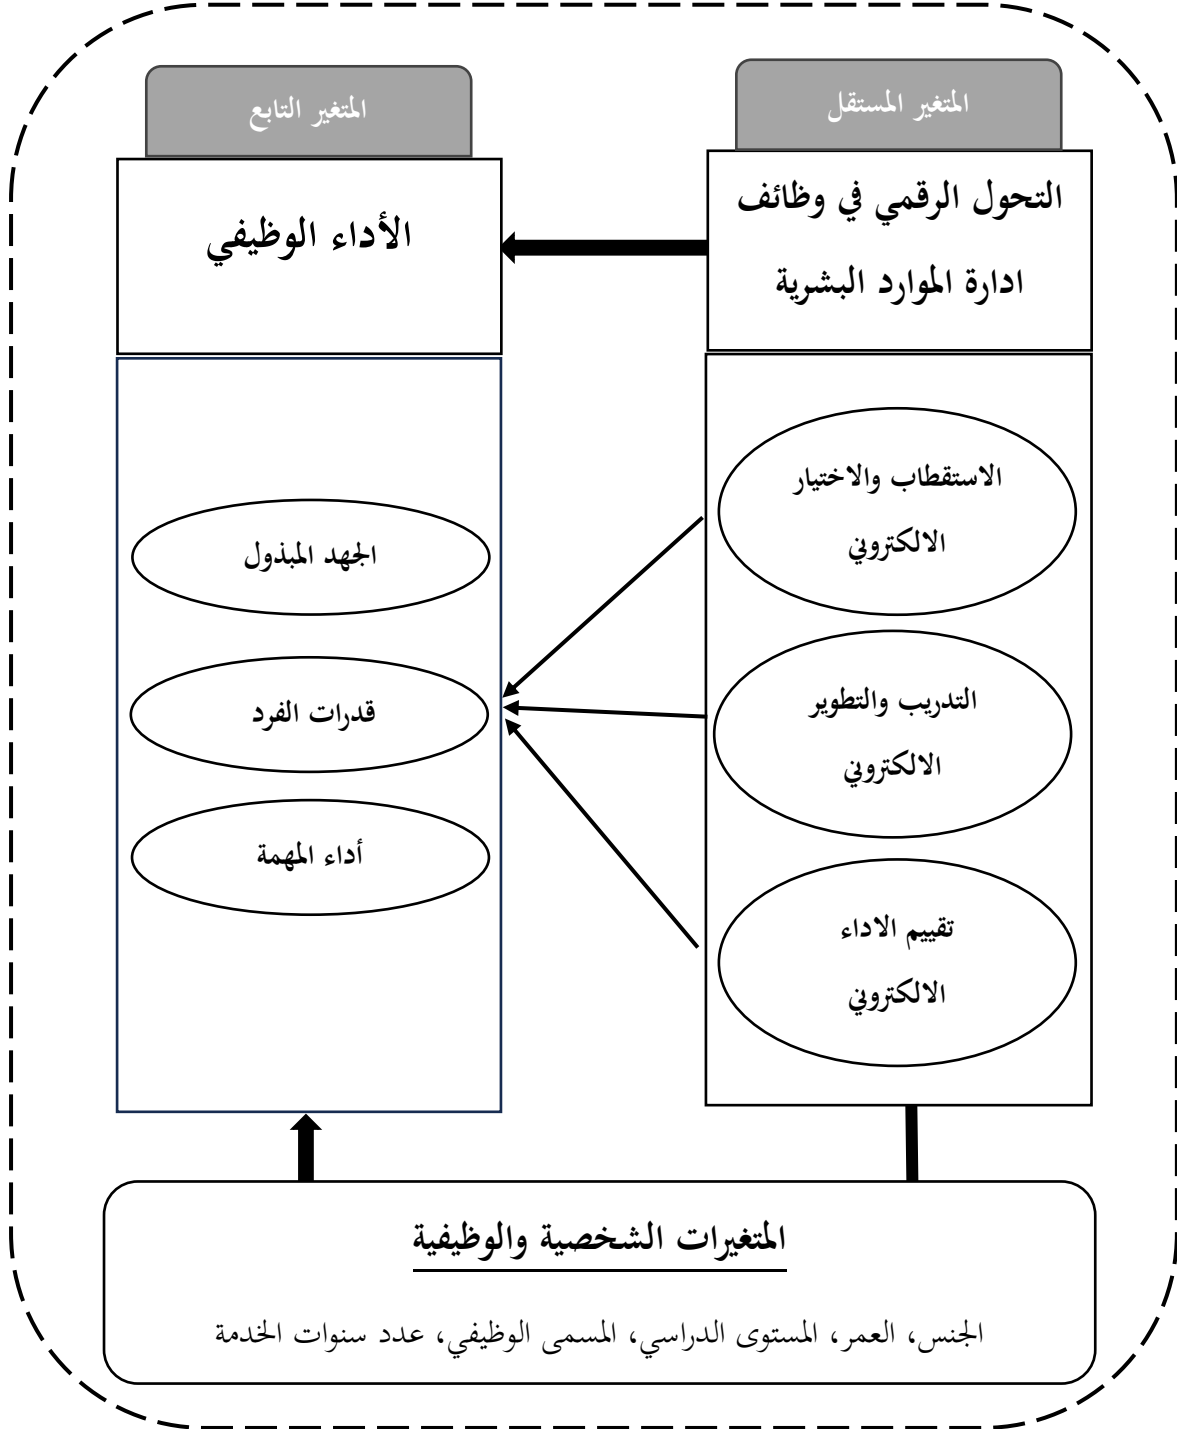 المتغير المستقل
التحول الرقمي في وظائف
ادارة الموارد البشرية
الاستقطاب والاختيار
الالكتروني
التدريب والتطوير
الالكتروني
تقييم الاداء
الالكتروني
المتغير التابع
الأداء الوظيفي
الجهد المبذول
قدرات الفرد
أداء المهمة
المتغيرات الشخصية والوظيفية
الجنس، العمر، المستوى الدراسي، المسمى الوظيفي، عدد سنوات الخدمة